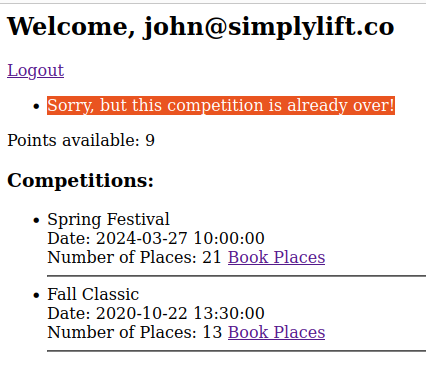 Welcome, john@simplylift.co
Logout
Sorry, but this competition is already over!
Points available: 9
Competitions:
Spring Festival
Date: 2024-03-27 10:00:00
Number of Places: 21 Book Places
Fall Classic
Date: 2020-10-22 13:30:00
Number of Places: 13 Book Places